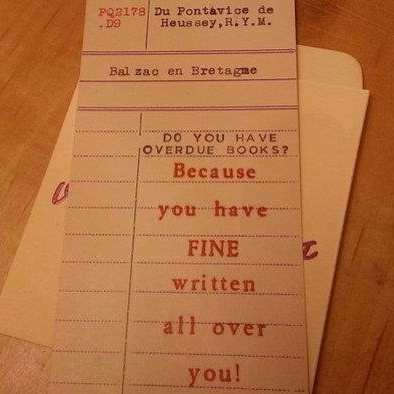 PQ2178 Du Pontavice de
.D9 Heussey,R.Y.M.
Balzac en Bretagne
DO YOU HAVE
OVERDUE BOOKS?
Because
you have
FINE
written
all over
you!